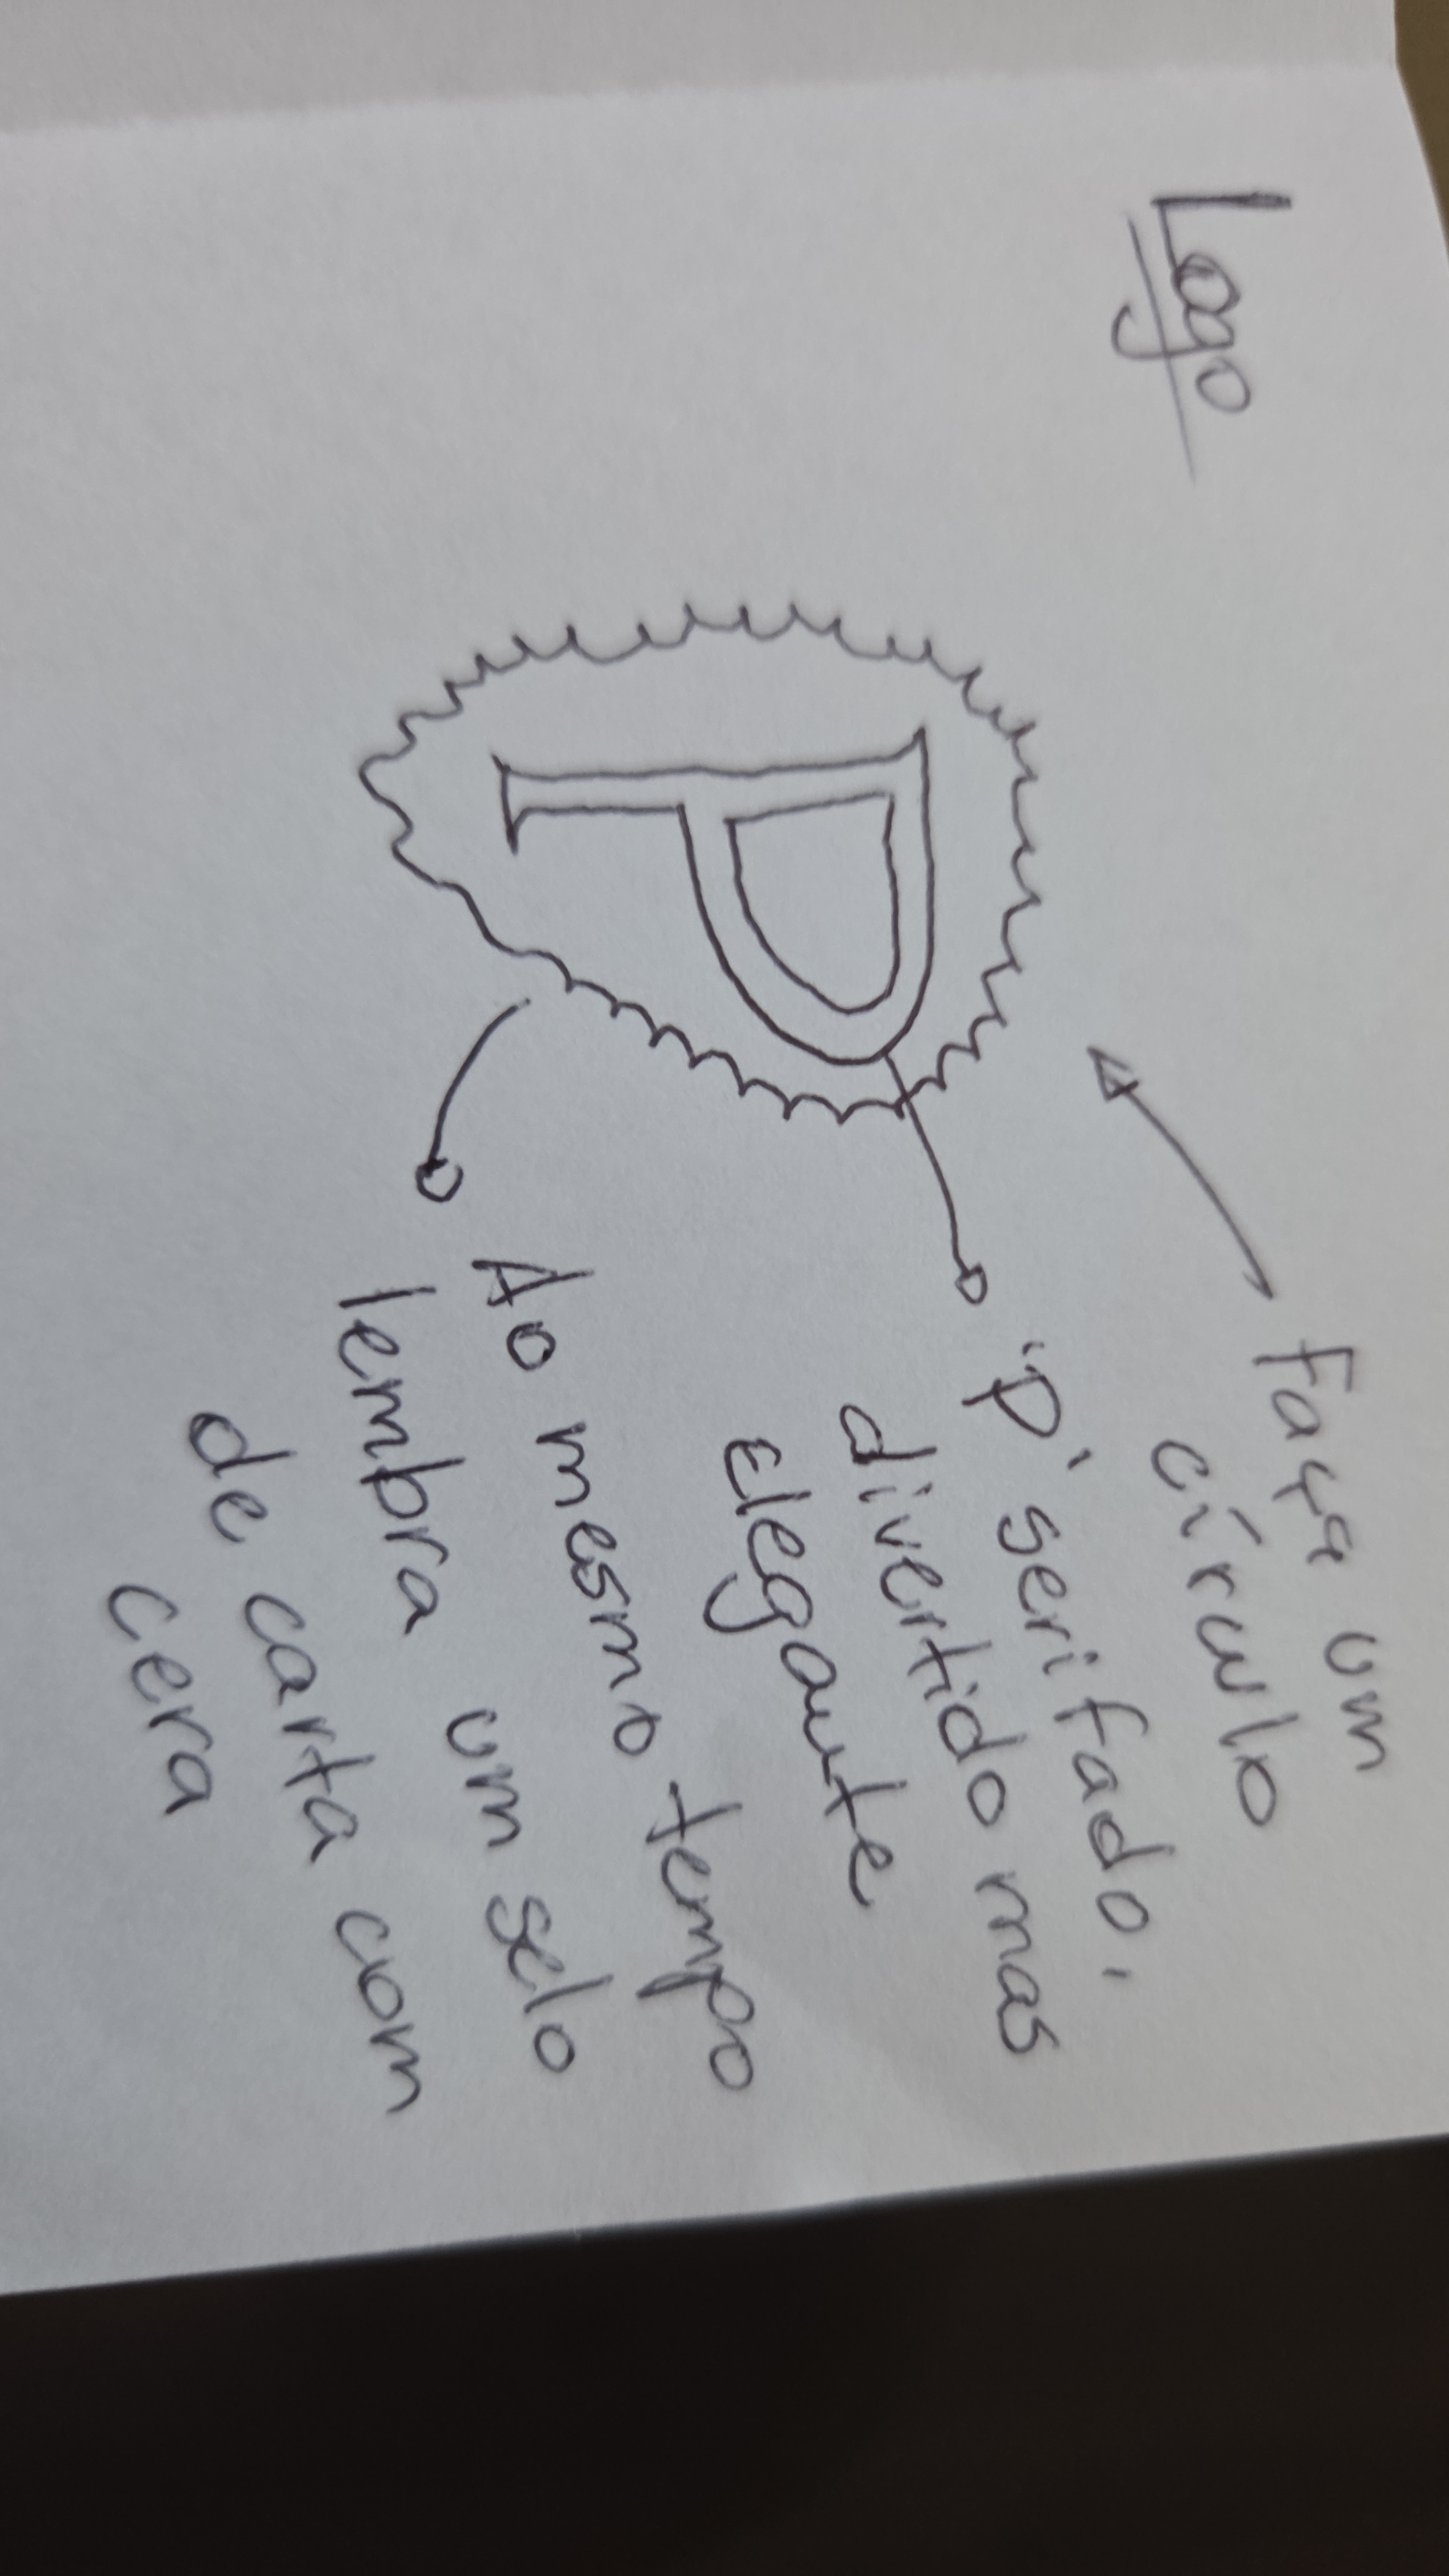 Logo
P
Faça um
círculo
'P' serifado,
divertido mas
elegante
Ao mesmo tempo
lembra um selo
de carta com
cera